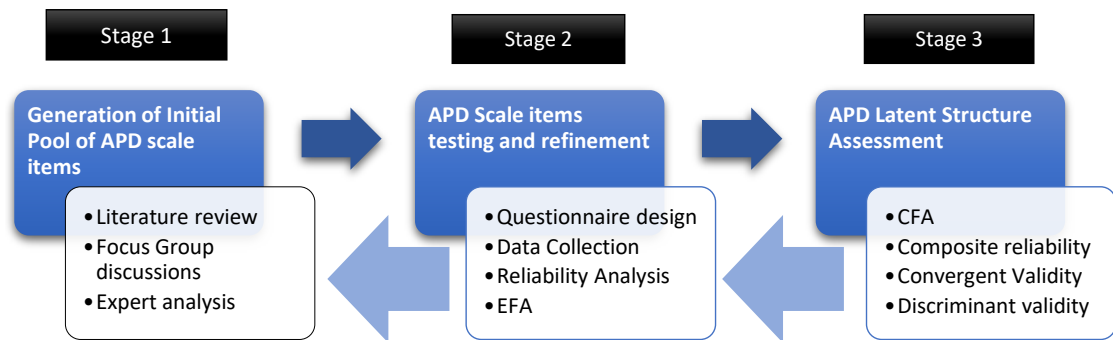 Stage 1
Generation of Initial
Pool of APD scale
items
•Literature review
•Focus Group
discussions
•Expert analysis
Stage 2
APD Scale items
testing and refinement
•Questionnaire design
•Data Collection
•Reliability Analysis
•EFA
Stage 3
APD Latent Structure
Assessment
•CFA
•Composite reliability
•Convergent Validity
•Discriminant validity